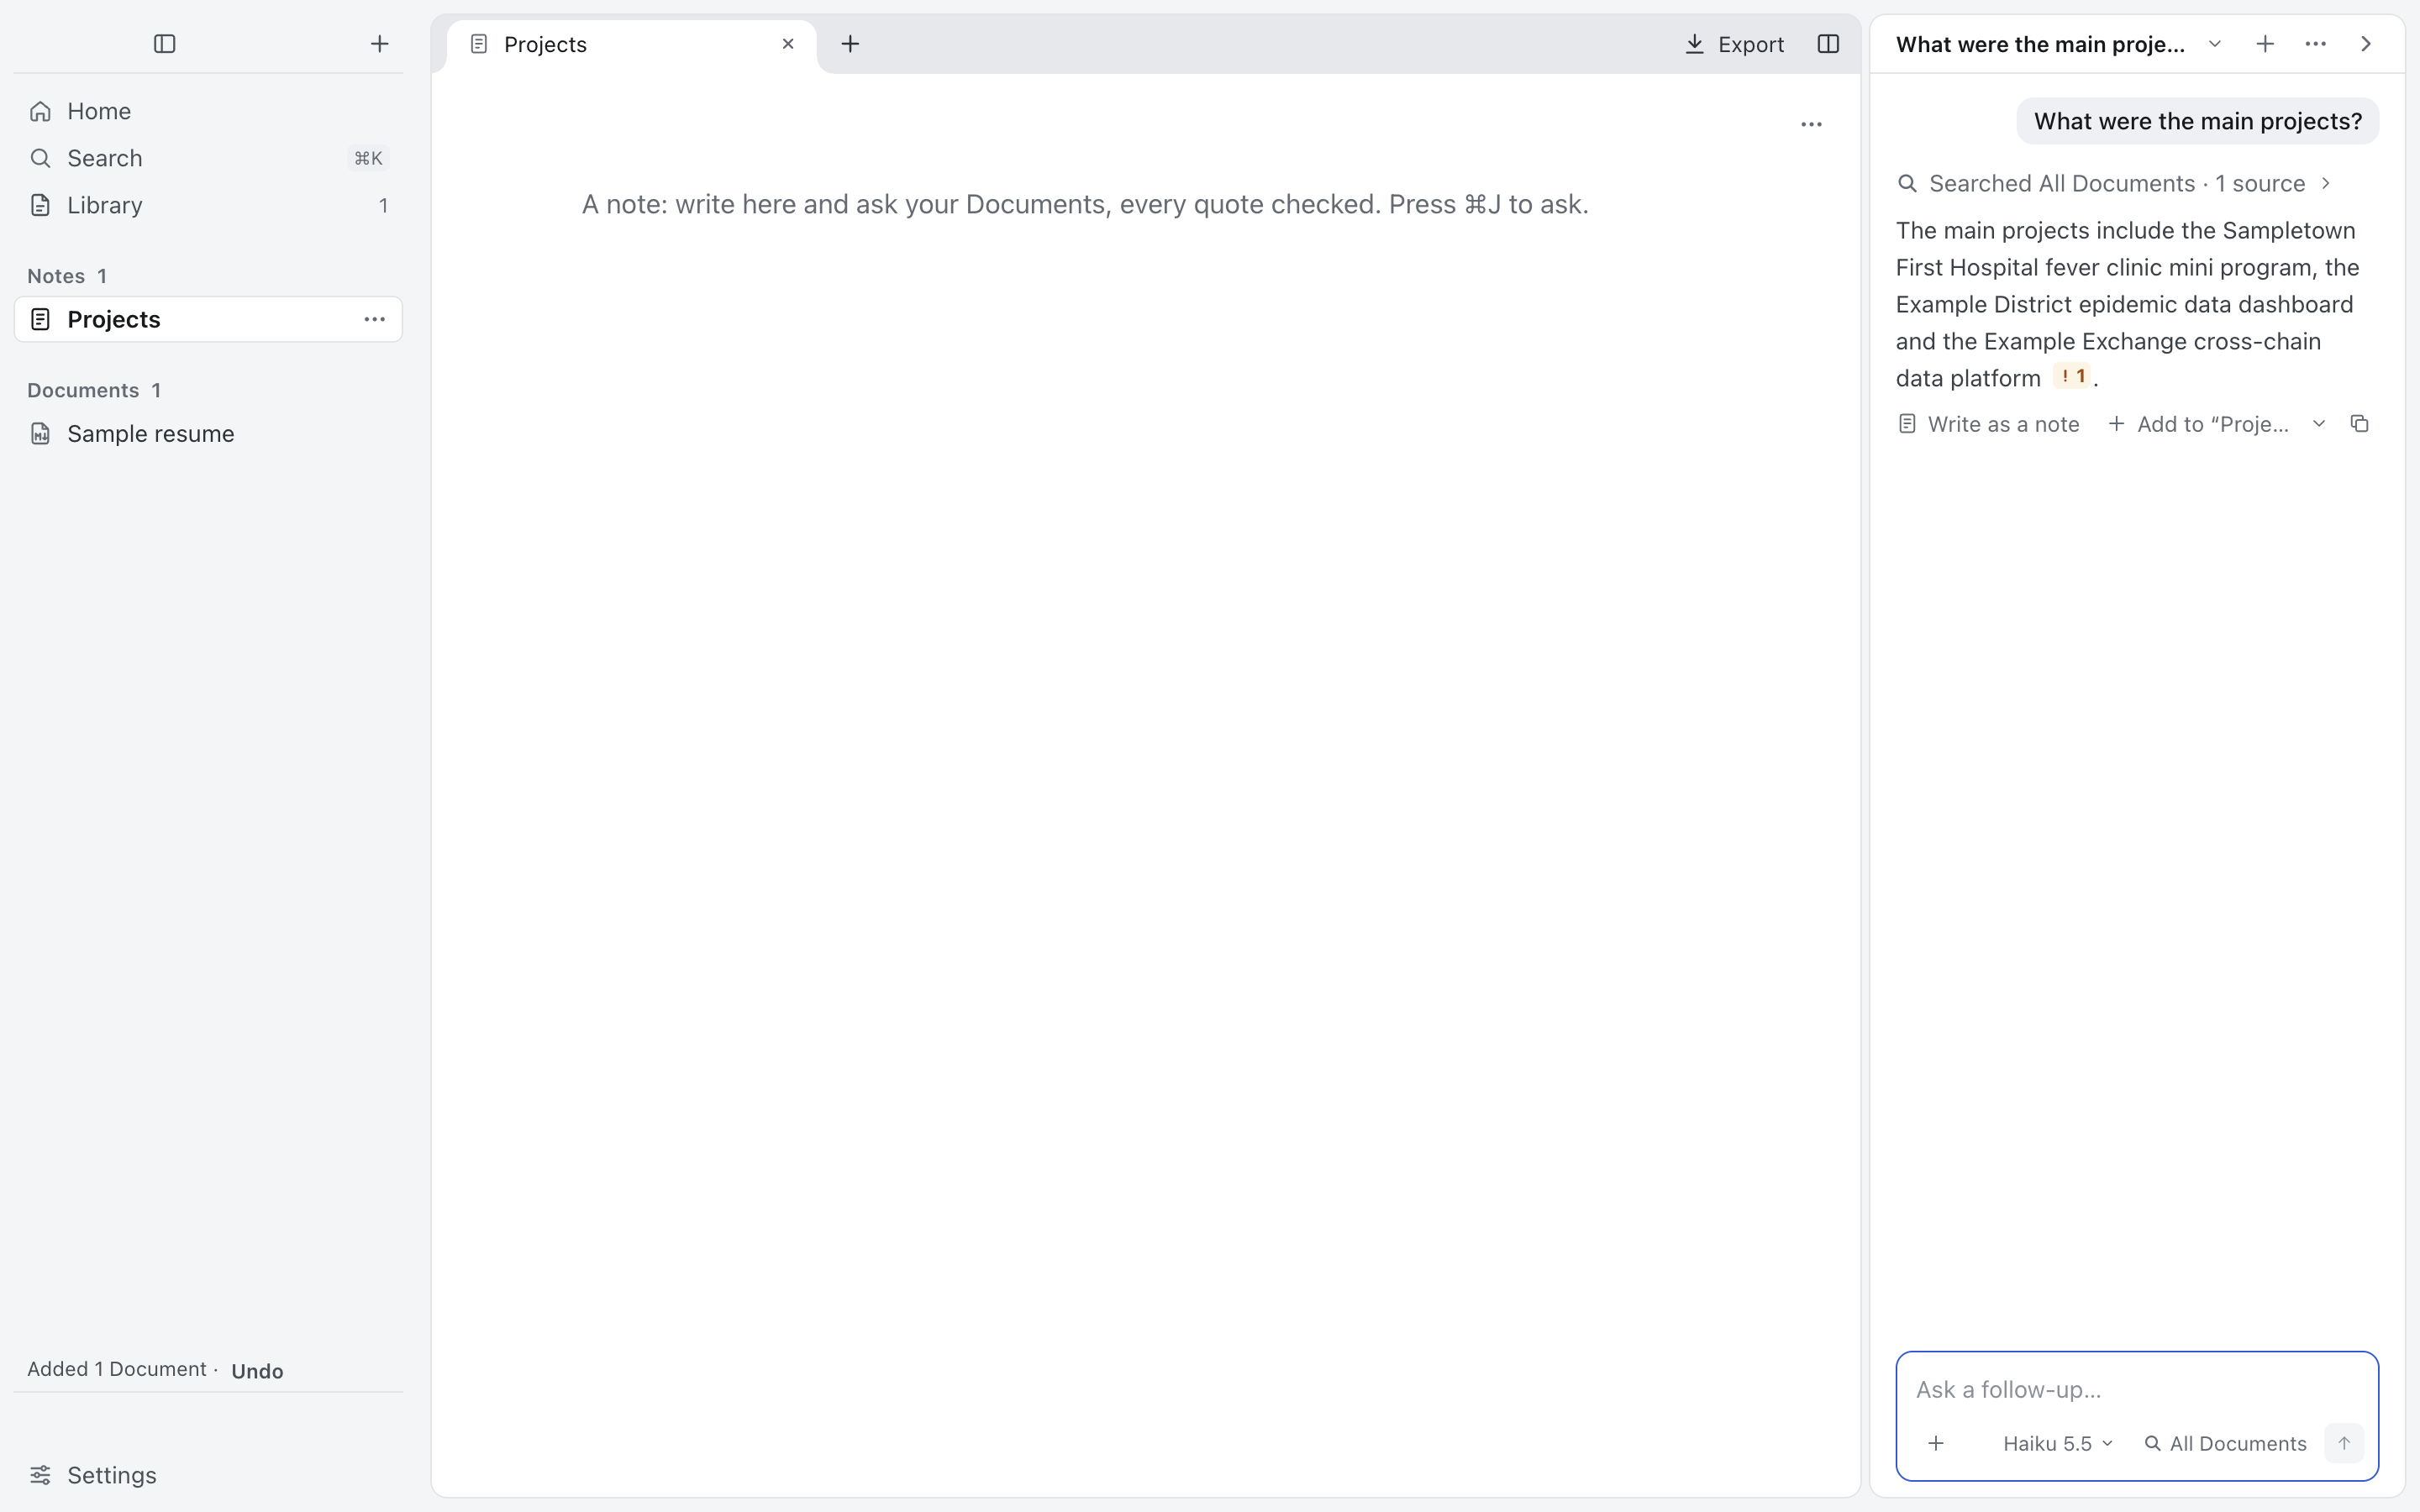 Home
Search ⌘K
Library 1
Notes 1
Projects
Documents 1
Sample resume
Added 1 Document · Undo
Settings
Projects
Export
A note: write here and ask your Documents, every quote checked. Press ⌘J to ask.
What were the main proje...
What were the main projects?
Searched All Documents · 1 source
The main projects include the Sampletown
First Hospital fever clinic mini program, the
Example District epidemic data dashboard
and the Example Exchange cross-chain
data platform ! 1 .
Write as a note
Add to “Proje...
Ask a follow-up...
Haiku 5.5
All Documents